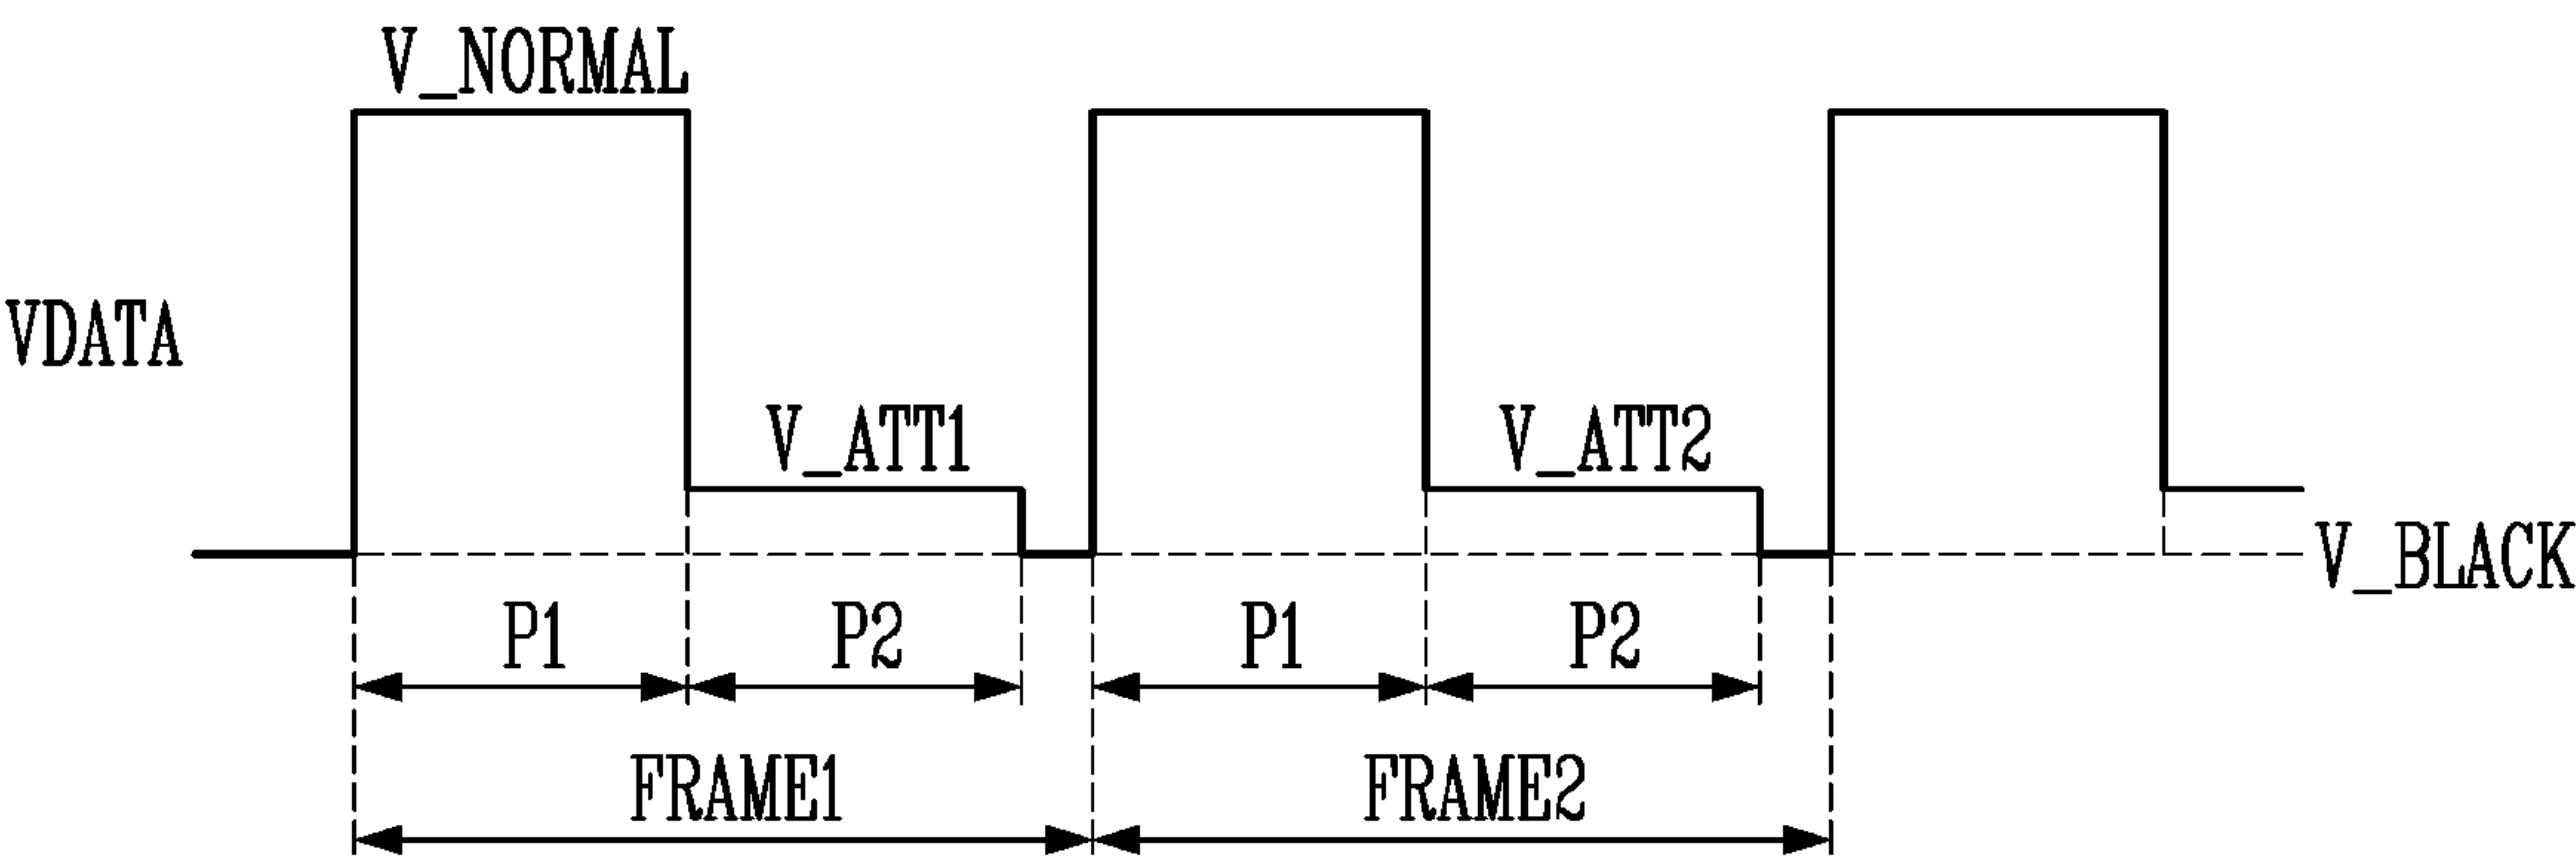 V_NORMAL
VDATA
V_ATT1
V_ATT2
V_BLACK
P1
P2
P1
P2
FRAME1
FRAME2